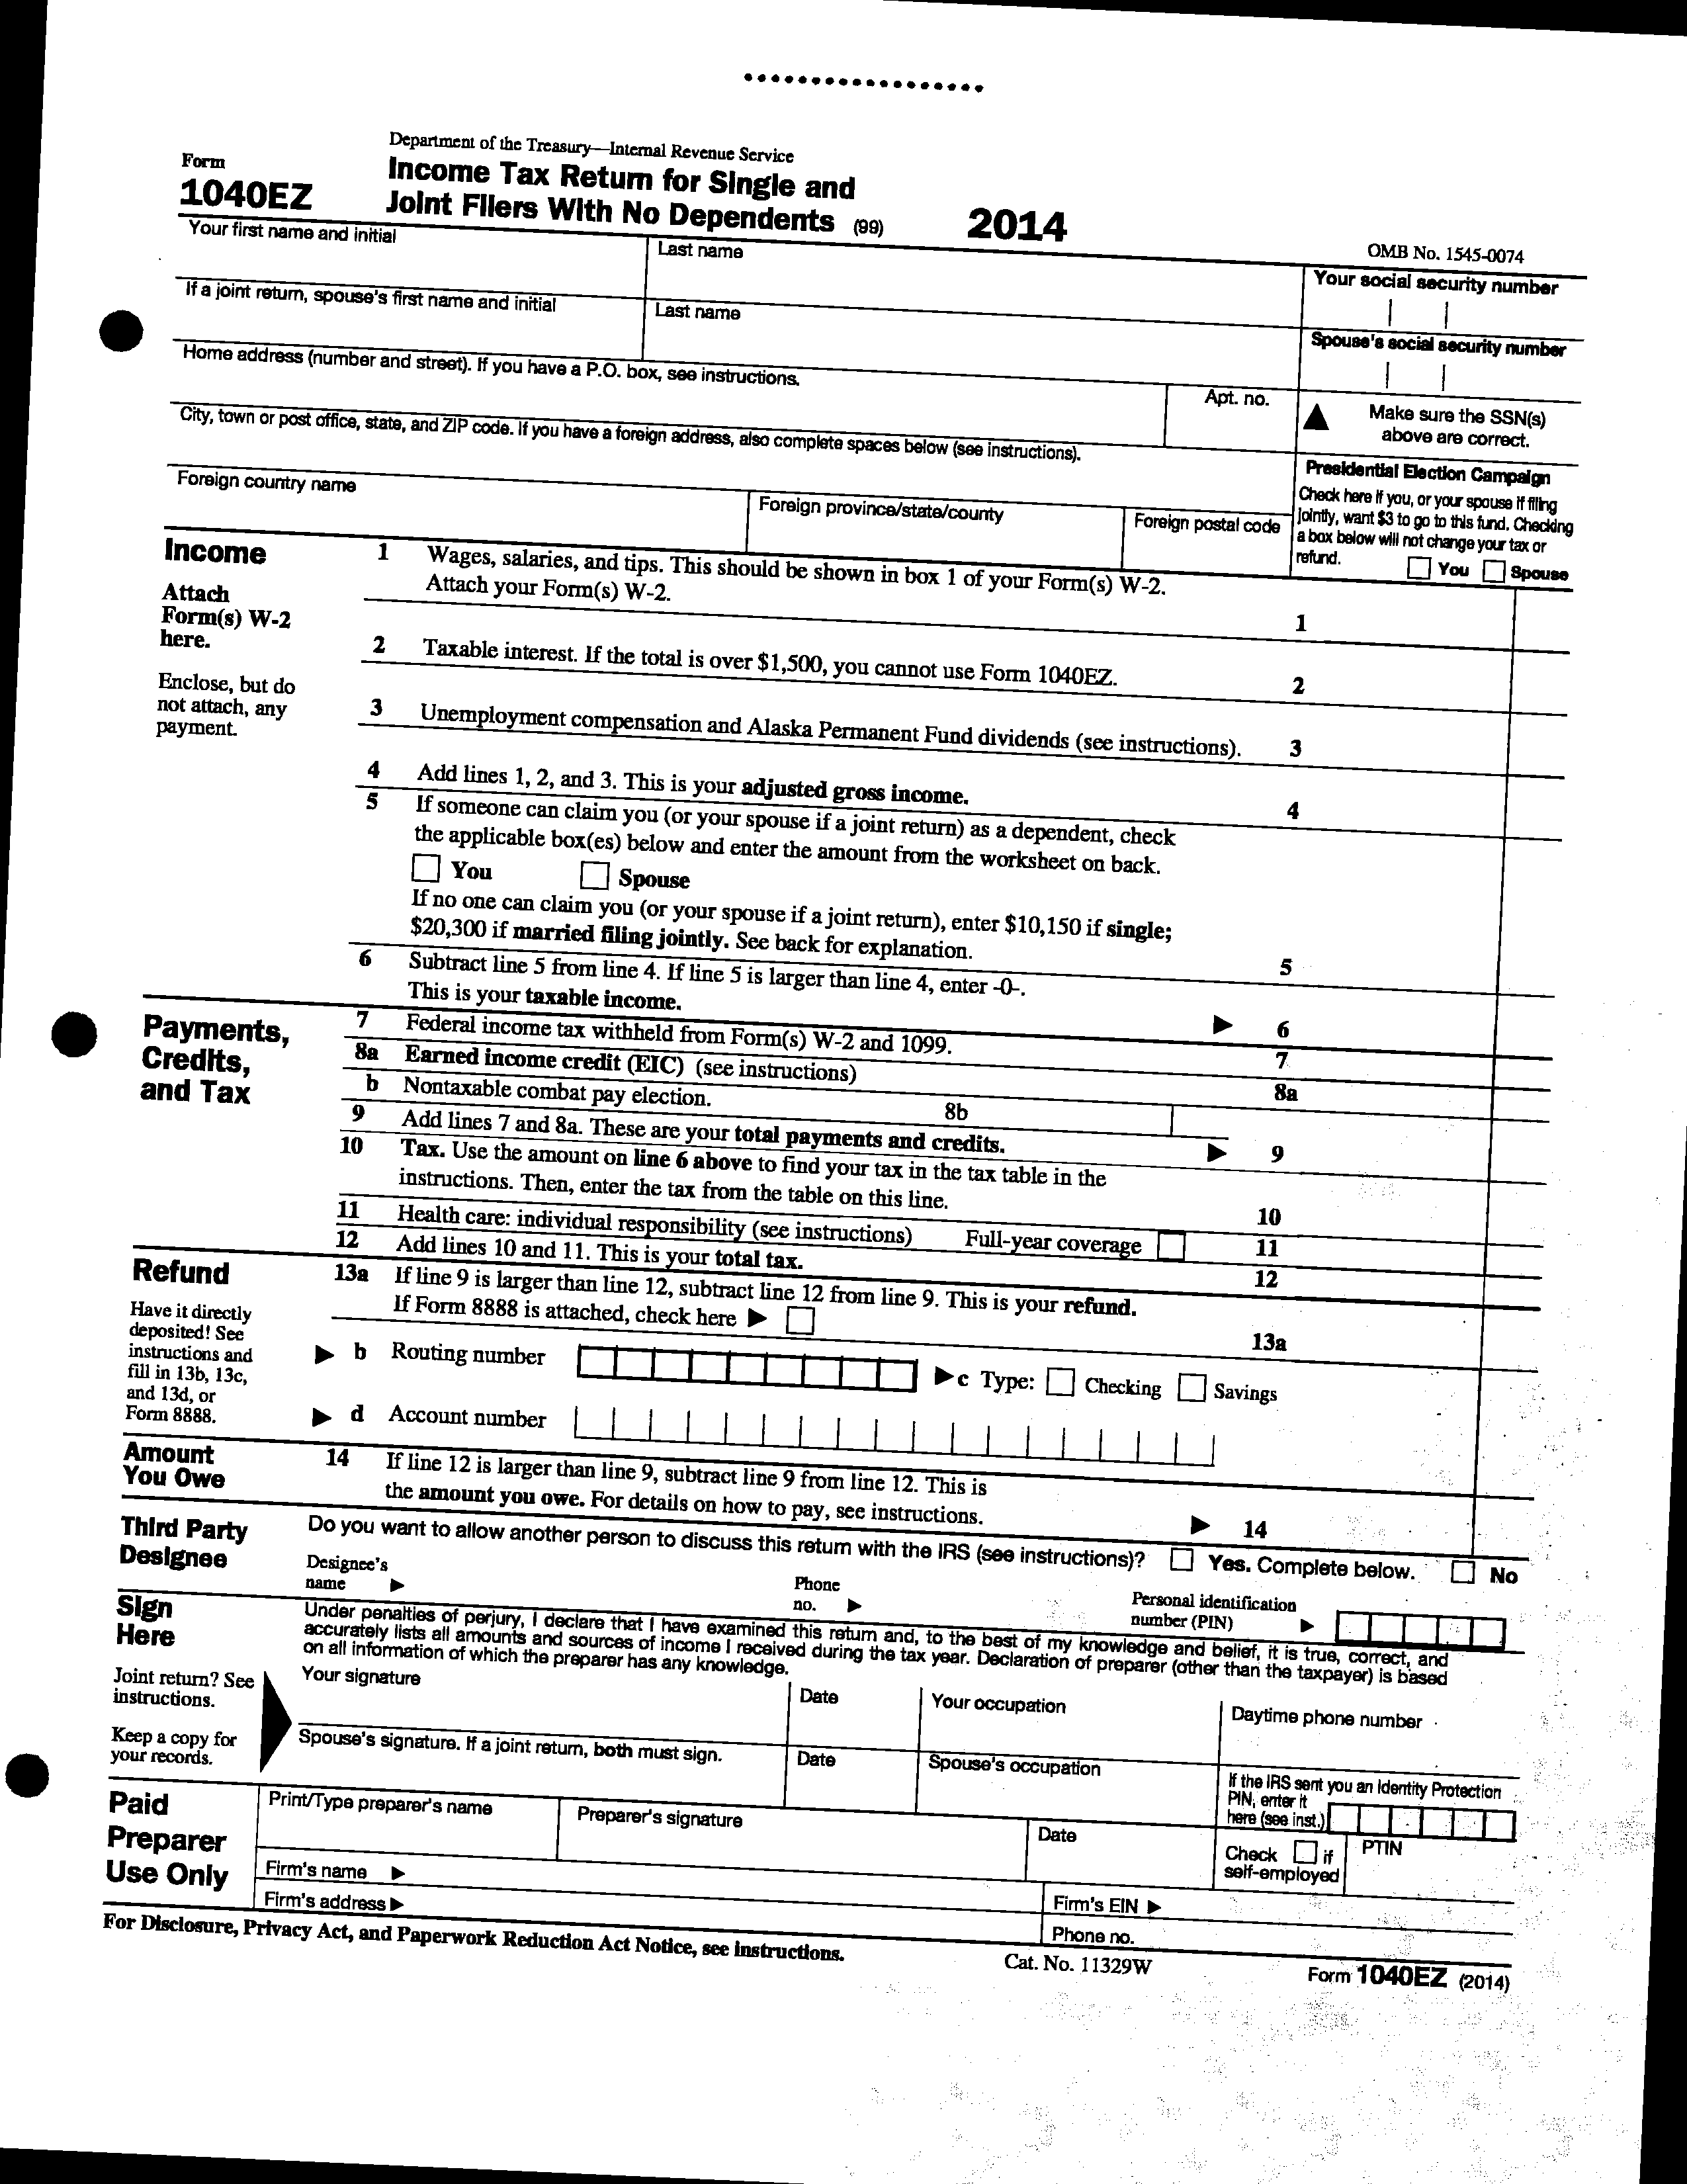 Form
1040EZ
Department of the Treasury—Internal Revenue Service
Income Tax Return for Single and
Joint Filers With No Dependents (99)
2014
OMB No. 1545-0074
Your first name and initial
Last name
Your social security number
If a joint return, spouse's first name and initial
Last name
Spouse's social security number
Home address (number and street). If you have a P.O. box, see instructions.
Apt. no.
Make sure the SSN(s)
above are correct.
City, town or post office, state, and ZIP code. If you have a foreign address, also complete spaces below (see instructions).
Presidential Election Campaign
Check here if you, or your spouse if filing
jointly, want $3 to go to this fund. Checking
a box below will not change your tax or
refund.
You Spouse
Foreign country name
Foreign province/state/county
Foreign postal code
Income
Attach
Form(s) W-2
here.
Enclose, but do
not attach, any
payment.
1 Wages, salaries, and tips. This should be shown in box 1 of your Form(s) W-2.
Attach your Form(s) W-2.
1
2 Taxable interest. If the total is over $1,500, you cannot use Form 1040EZ.
2
3 Unemployment compensation and Alaska Permanent Fund dividends (see instructions).
3
4 Add lines 1, 2, and 3. This is your adjusted gross income.
4
5 If someone can claim you (or your spouse if a joint return) as a dependent, check
the applicable box(es) below and enter the amount from the worksheet on back.
You Spouse
If no one can claim you (or your spouse if a joint return), enter $10,150 if single;
$20,300 if married filing jointly. See back for explanation.
5
6 Subtract line 5 from line 4. If line 5 is larger than line 4, enter -0-.
This is your taxable income.
6
Payments,
Credits,
and Tax
7 Federal income tax withheld from Form(s) W-2 and 1099.
7
8a Earned income credit (EIC) (see instructions)
8a
b Nontaxable combat pay election.
8b
9 Add lines 7 and 8a. These are your total payments and credits.
9
10 Tax. Use the amount on line 6 above to find your tax in the tax table in the
instructions. Then, enter the tax from the table on this line.
10
11 Health care: individual responsibility (see instructions) Full-year coverage
11
12 Add lines 10 and 11. This is your total tax.
12
Refund
Have it directly
deposited! See
instructions and
fill in 13b, 13c,
and 13d, or
Form 8888.
13a If line 9 is larger than line 12, subtract line 12 from line 9. This is your refund.
If Form 8888 is attached, check here
13a
b Routing number
c Type: Checking Savings
d Account number
Amount
You Owe
14 If line 12 is larger than line 9, subtract line 9 from line 12. This is
the amount you owe. For details on how to pay, see instructions.
14
Third Party
Designee
Do you want to allow another person to discuss this return with the IRS (see instructions)? Yes. Complete below. No
Designee's
name
Phone
no.
Personal identification
number (PIN)
Sign
Here
Joint return? See
instructions.
Keep a copy for
your records.
Under penalties of perjury, I declare that I have examined this return and, to the best of my knowledge and belief, it is true, correct, and
accurately lists all amounts and sources of income I received during the tax year. Declaration of preparer (other than the taxpayer) is based
on all information of which the preparer has any knowledge.
Your signature
Date
Your occupation
Daytime phone number
Spouse's signature. If a joint return, both must sign.
Date
Spouse's occupation
If the IRS sent you an Identity Protection
PIN, enter it
here (see inst.)
Paid
Preparer
Use Only
Print/Type preparer's name
Preparer's signature
Date
Check if
self-employed
PTIN
Firm's name
Firm's EIN
Firm's address
Phone no.
For Disclosure, Privacy Act, and Paperwork Reduction Act Notice, see instructions.
Cat. No. 11329W
Form 1040EZ (2014)